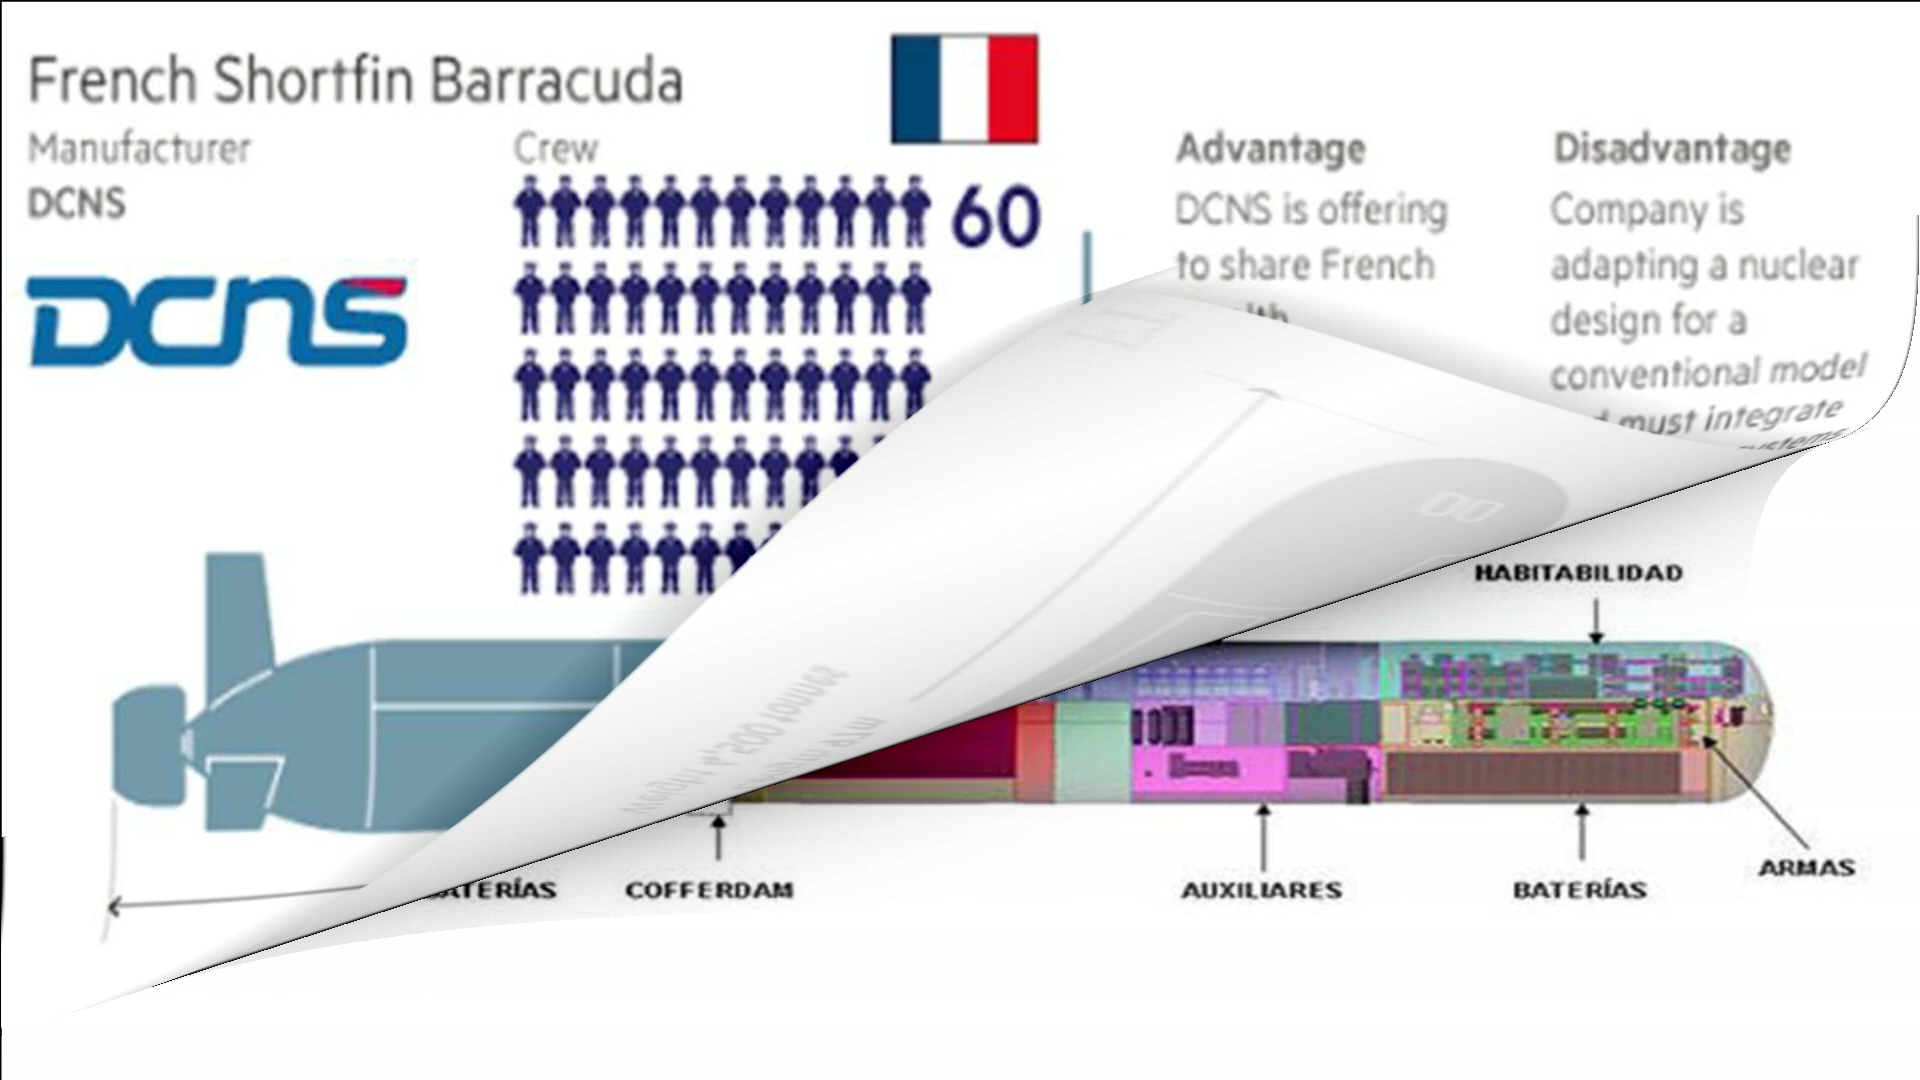 French Shortfin Barracuda
Manufacturer
DCNS
DCNS
Crew
60
Advantage
DCNS is offering
to share French
Disadvantage
Company is
adapting a nuclear
design for a
conventional model
must integrate
HABITABILIDAD
COFFERDAM
AUXILIARES
BATERÍAS
ARMAS